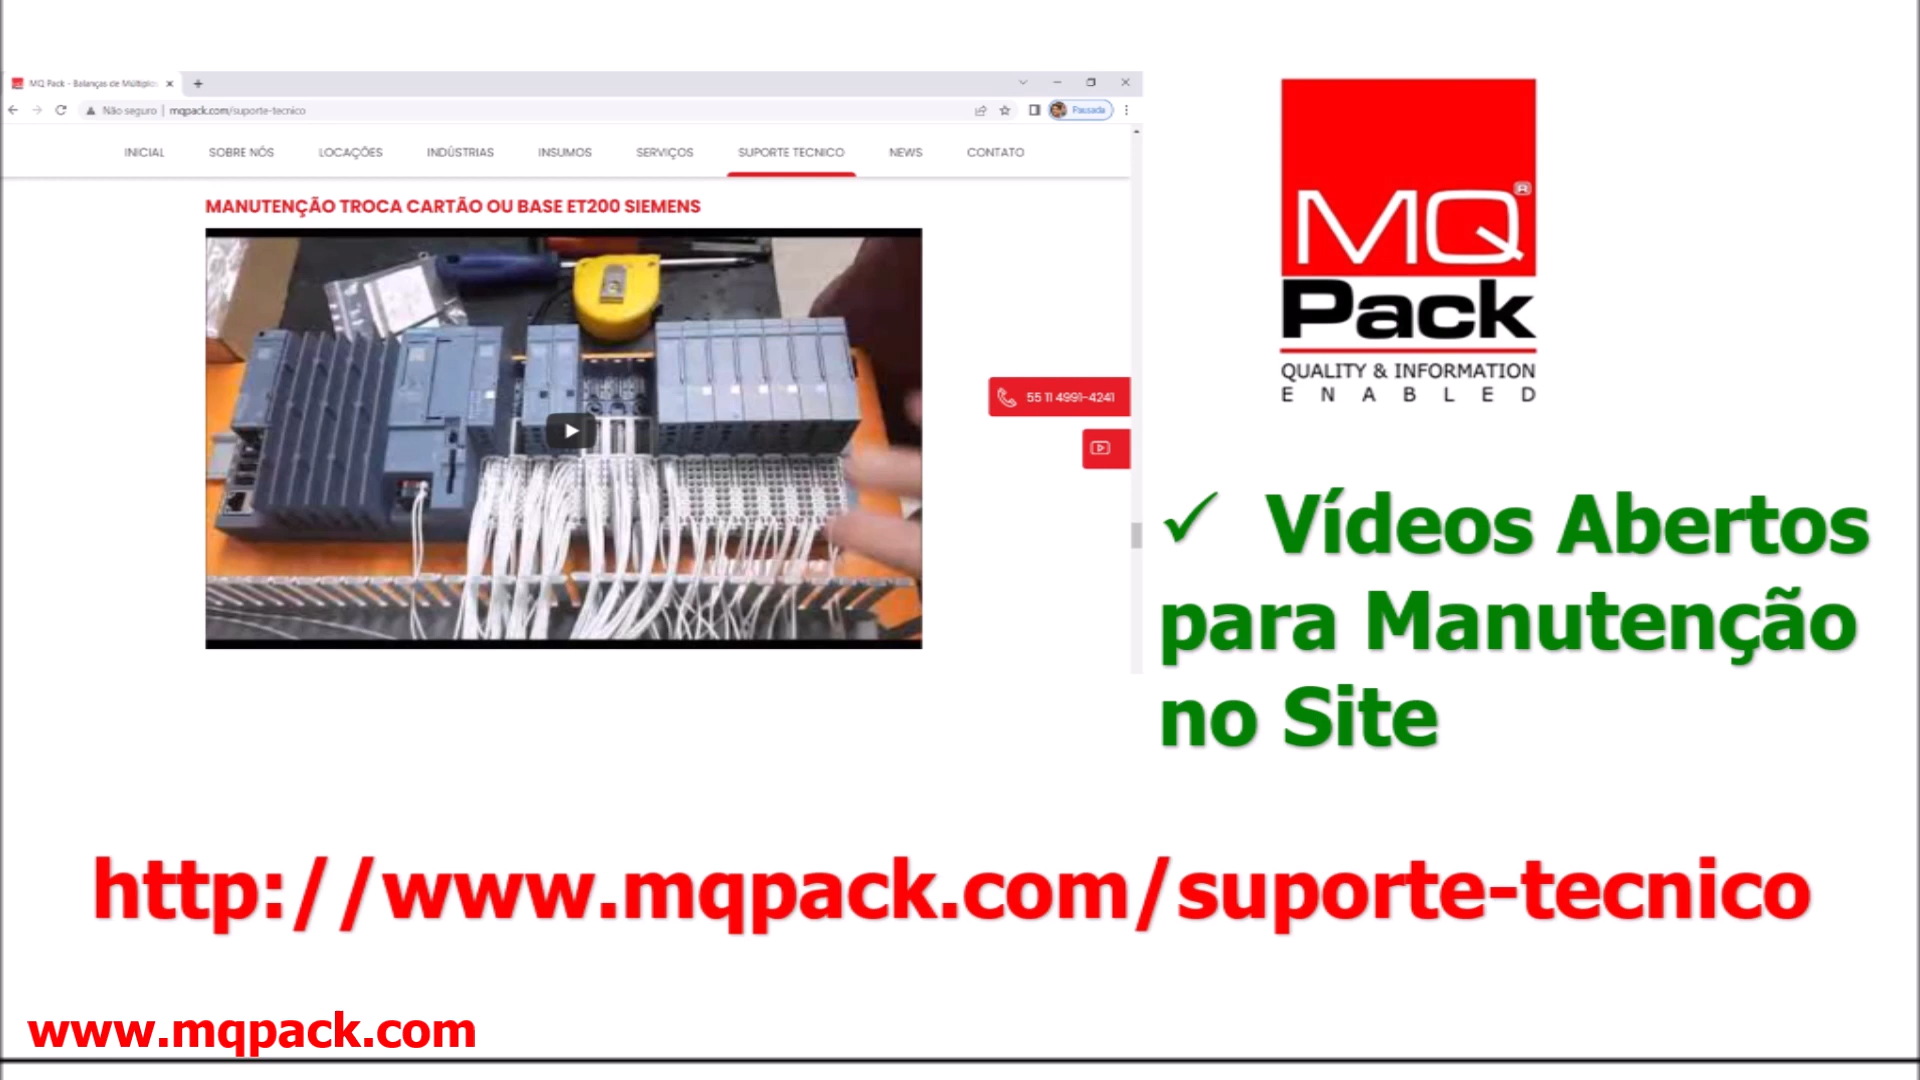 MQ Pack - Balanças de Múltiplos
Não seguro | mqpack.com/suporte-tecnico
Pausada
INICIAL SOBRE NÓS LOCAÇÕES INDÚSTRIAS INSUMOS SERVIÇOS SUPORTE TECNICO NEWS CONTATO
MANUTENÇÃO TROCA CARTÃO OU BASE ET200 SIEMENS
55 11 4991-4241
MQ®
Pack
QUALITY & INFORMATION
ENABLED
✓ Vídeos Abertos
para Manutenção
no Site
http://www.mqpack.com/suporte-tecnico
www.mqpack.com